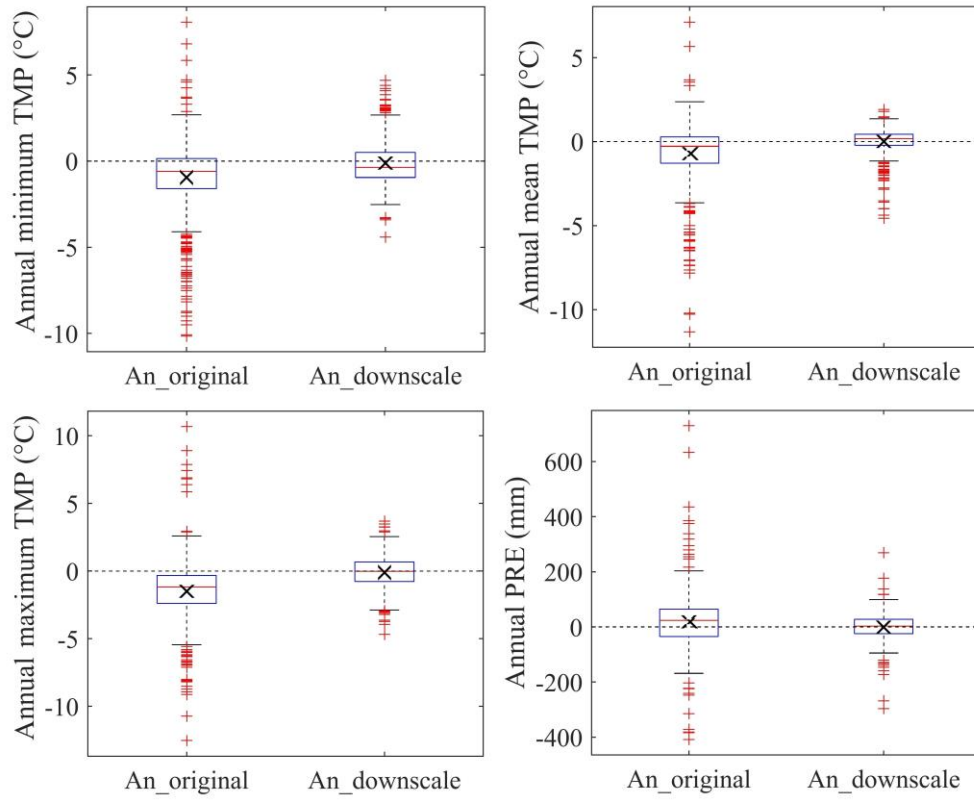 Annual minimum TMP (°C)
5
0
-5
-10
An_original An_downscale
Annual mean TMP (°C)
5
0
-5
-10
An_original An_downscale
Annual maximum TMP (°C)
10
5
0
-5
-10
An_original An_downscale
Annual PRE (mm)
600
400
200
0
-200
-400
An_original An_downscale